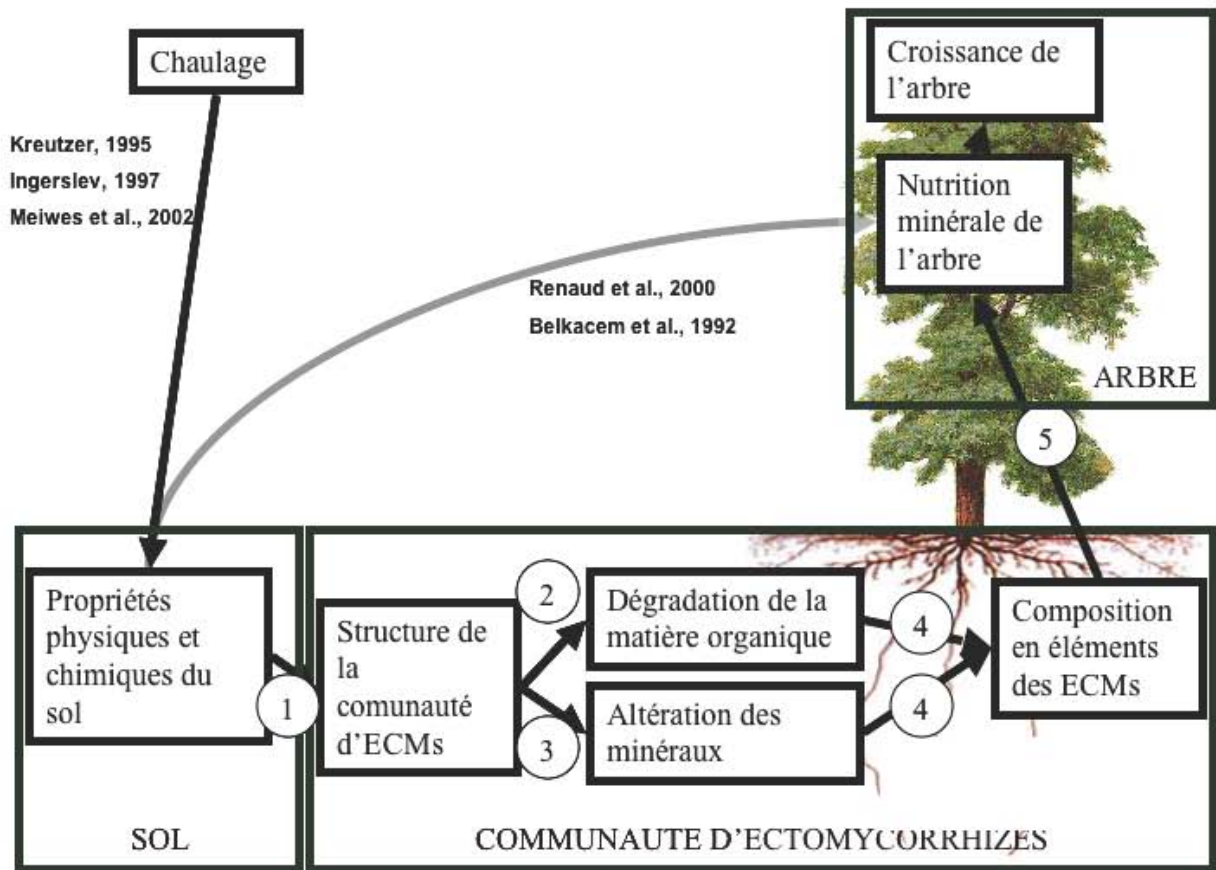 Chaulage
Kreutzer, 1995
Ingerslev, 1997
Meiwes et al., 2002
Croissance de
l'arbre
Nutrition
minérale de
l'arbre
Renaud et al., 2000
Belkacem et al., 1992
ARBRE
5
Propriétés
physiques et
chimiques du
sol
1
Structure de
la
comunauté
d'ECMs
2
3
Dégradation de la
matière organique
Altération des
minéraux
4
4
Composition
en éléments
des ECMs
SOL
COMMUNAUTE D'ECTOMYCORRHIZES